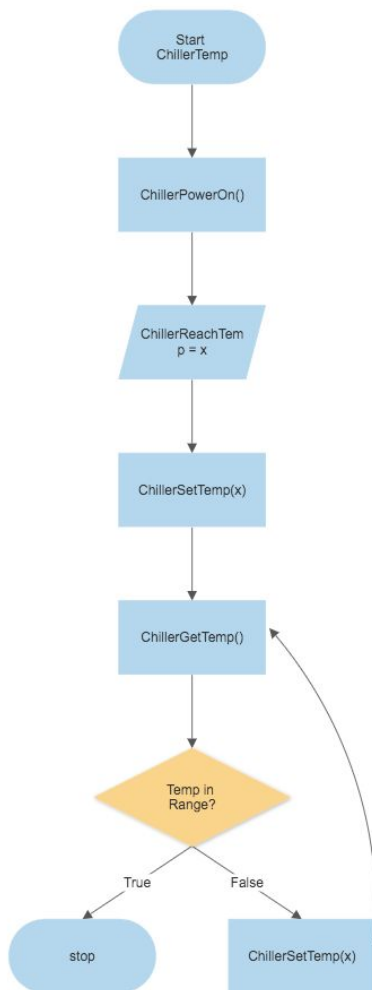 Start
ChillerTemp
ChillerPowerOn()
ChillerReachTem
p = x
ChillerSetTemp(x)
ChillerGetTemp()
Temp in
Range?
True
False
stop
ChillerSetTemp(x)